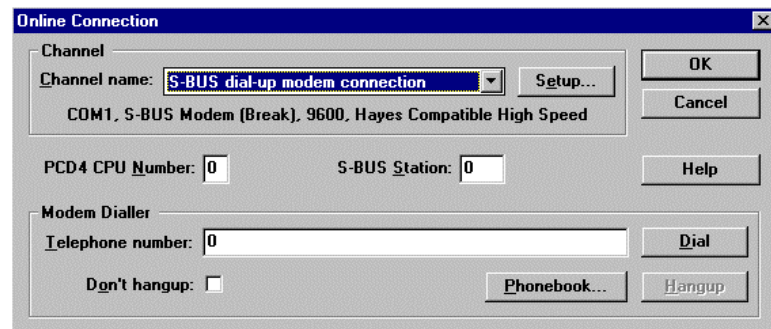 Online Connection
Channel
Channel name: S-BUS dial-up modem connection Setup...
OK
COM1, S-BUS Modem (Break), 9600, Hayes Compatible High Speed
Cancel
PCD4 CPU Number: 0 S-BUS Station: 0
Help
Modem Dialler
Telephone number: 0
Dial
Don't hangup:
Phonebook...
Hangup